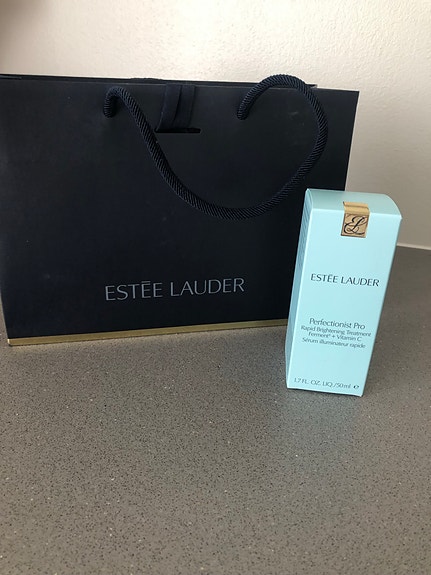 ESTĒE LAUDER
ESTĒE LAUDER
Perfectionist Pro
Rapid Brightening Treatment
Ferment² + Vitamin C
Sérum illuminateur rapide
1.7 FL. OZ. LIQ./50 ml ℮